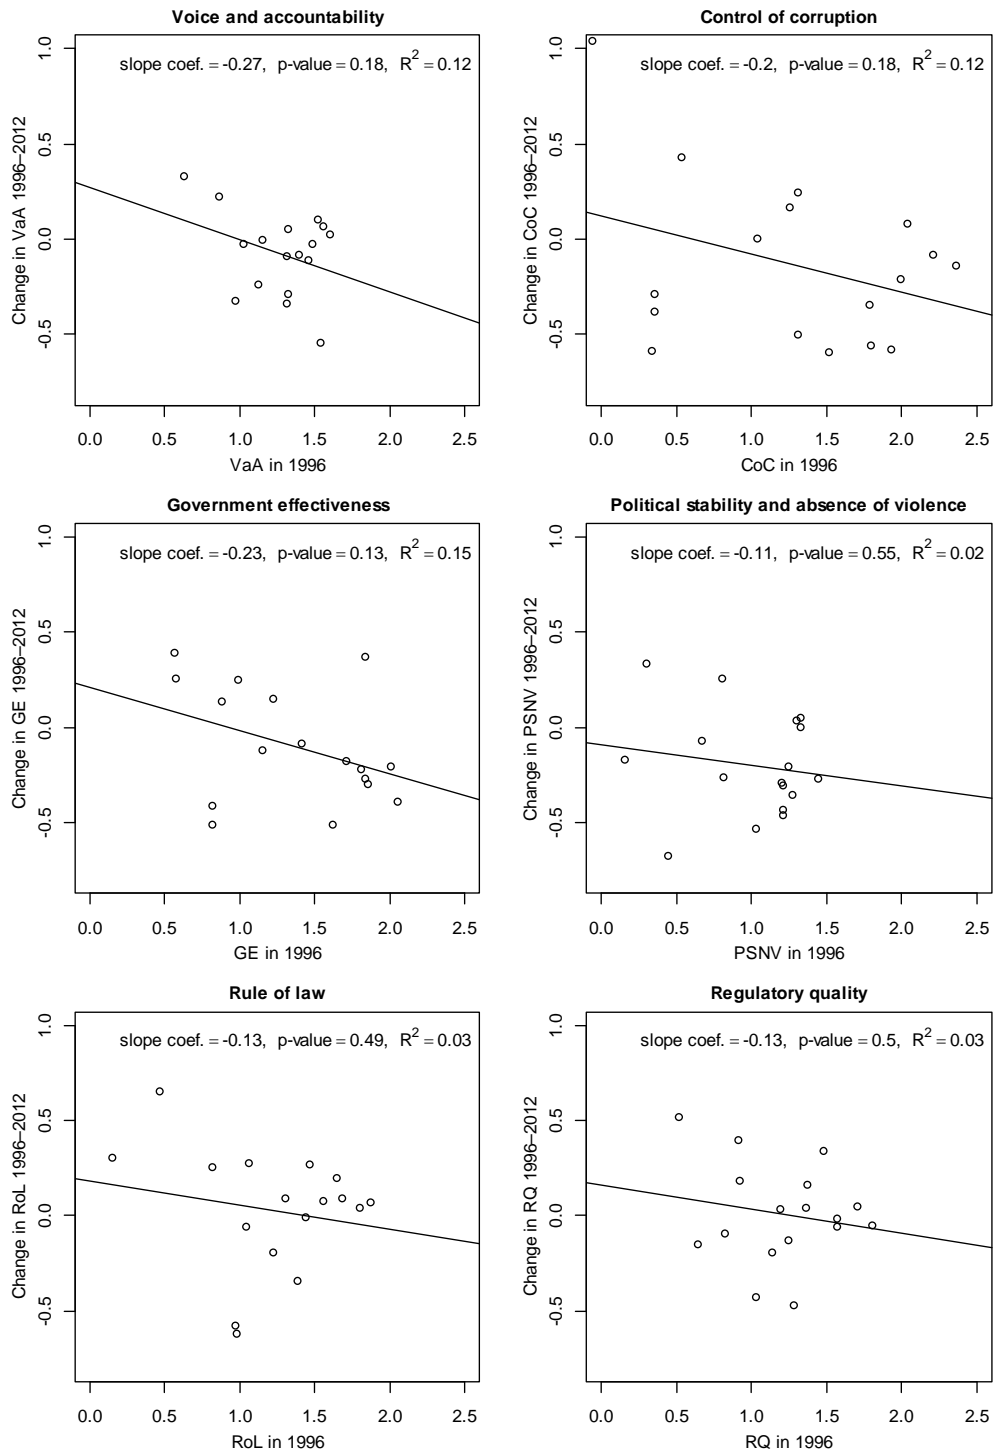 Voice and accountability
slope coef. = -0.27, p-value = 0.18, R² = 0.12
Change in VaA 1996–2012
1.0
0.5
0.0
-0.5
0.0 0.5 1.0 1.5 2.0 2.5
VaA in 1996
Control of corruption
slope coef. = -0.2, p-value = 0.18, R² = 0.12
Change in CoC 1996–2012
1.0
0.5
0.0
-0.5
0.0 0.5 1.0 1.5 2.0 2.5
CoC in 1996
Government effectiveness
slope coef. = -0.23, p-value = 0.13, R² = 0.15
Change in GE 1996–2012
1.0
0.5
0.0
-0.5
0.0 0.5 1.0 1.5 2.0 2.5
GE in 1996
Political stability and absence of violence
slope coef. = -0.11, p-value = 0.55, R² = 0.02
Change in PSNV 1996–2012
1.0
0.5
0.0
-0.5
0.0 0.5 1.0 1.5 2.0 2.5
PSNV in 1996
Rule of law
slope coef. = -0.13, p-value = 0.49, R² = 0.03
Change in RoL 1996–2012
1.0
0.5
0.0
-0.5
0.0 0.5 1.0 1.5 2.0 2.5
RoL in 1996
Regulatory quality
slope coef. = -0.13, p-value = 0.5, R² = 0.03
Change in RQ 1996–2012
1.0
0.5
0.0
-0.5
0.0 0.5 1.0 1.5 2.0 2.5
RQ in 1996